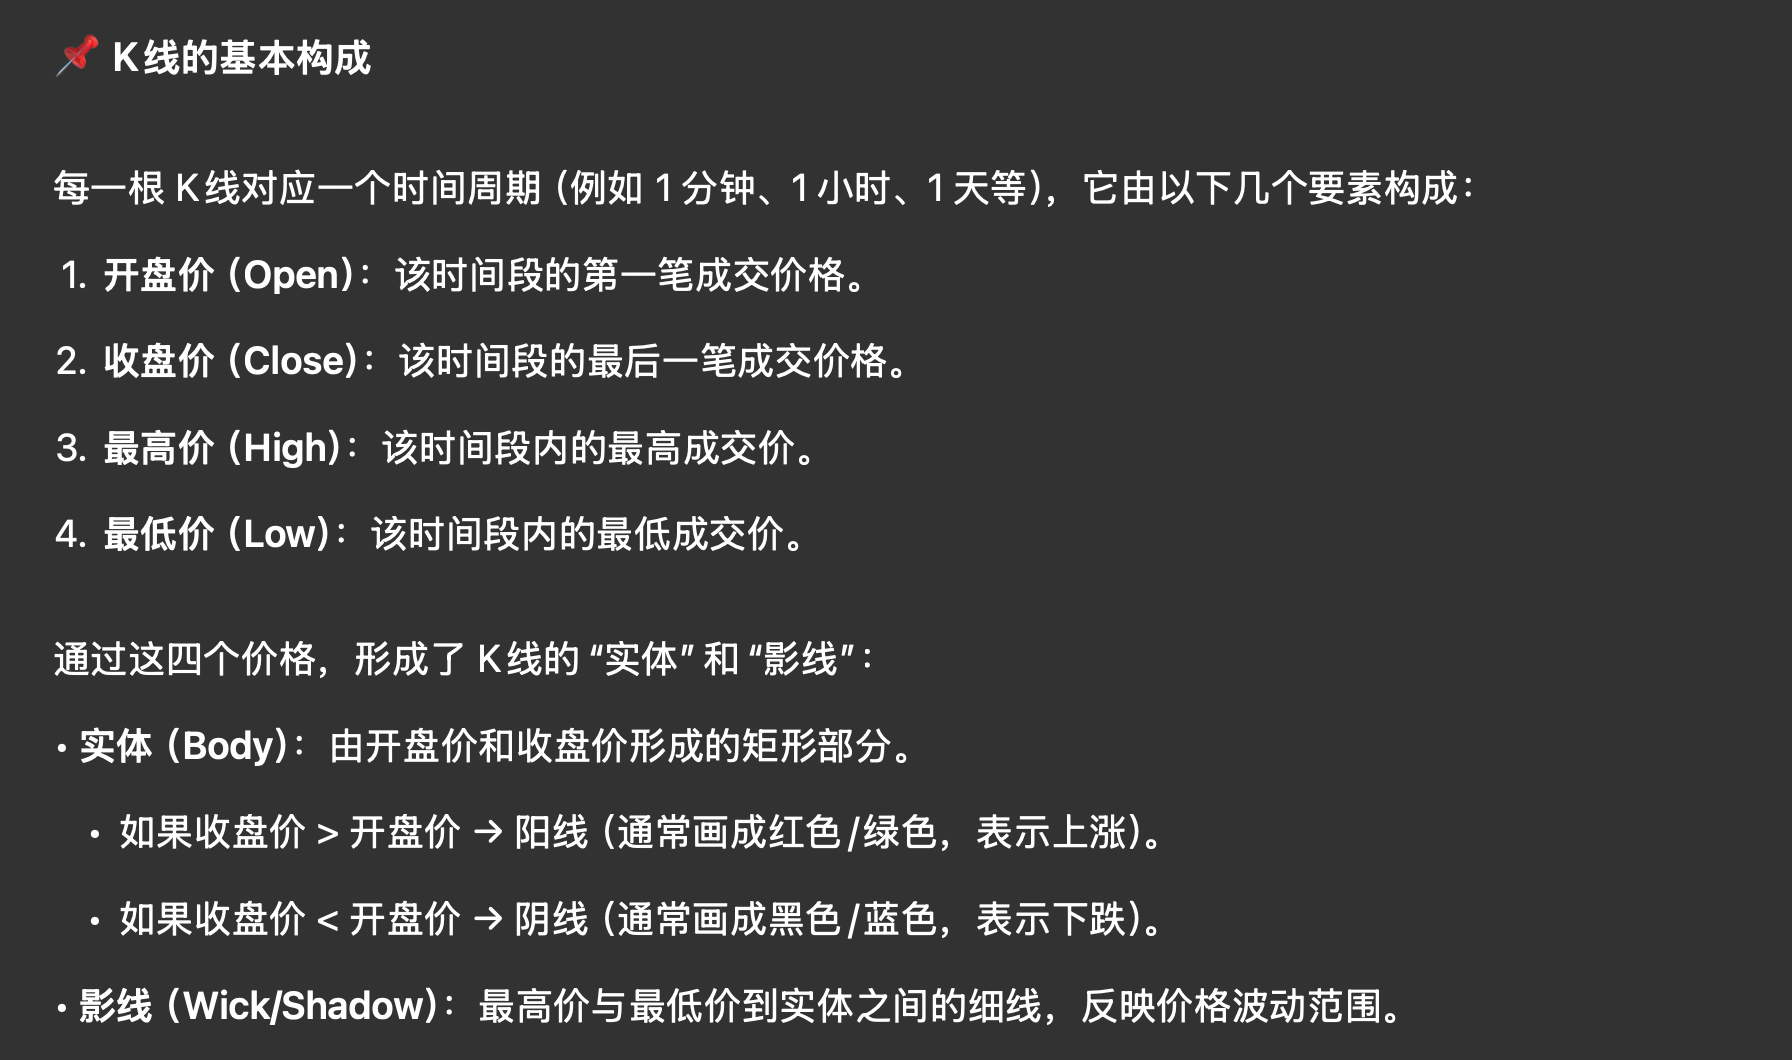 📌 K线的基本构成
每一根 K线对应一个时间周期（例如 1分钟、1小时、1天等），它由以下几个要素构成：
1. 开盘价（Open）：该时间段的第一笔成交价格。
2. 收盘价（Close）：该时间段的最后一笔成交价格。
3. 最高价（High）：该时间段内的最高成交价。
4. 最低价（Low）：该时间段内的最低成交价。
通过这四个价格，形成了 K线的 “实体” 和 “影线”：
• 实体（Body）：由开盘价和收盘价形成的矩形部分。
• 如果收盘价 > 开盘价 → 阳线（通常画成红色/绿色，表示上涨）。
• 如果收盘价 < 开盘价 → 阴线（通常画成黑色/蓝色，表示下跌）。
• 影线（Wick/Shadow）：最高价与最低价到实体之间的细线，反映价格波动范围。